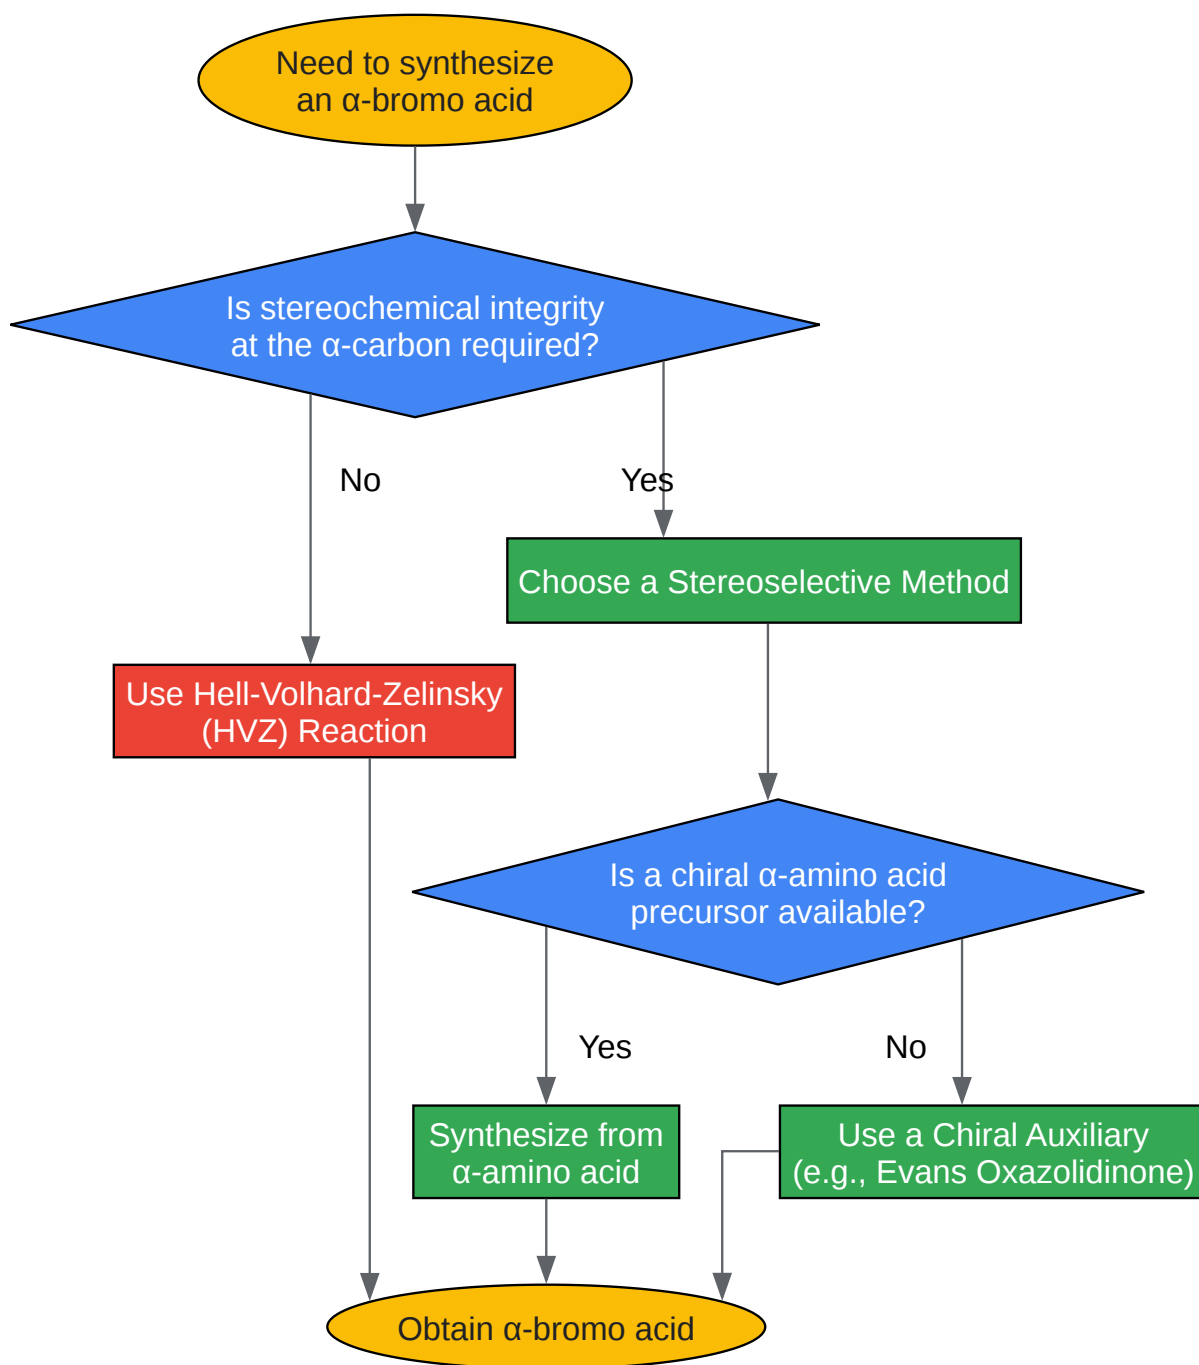 Need to synthesize
an α-bromo acid
Is stereochemical integrity
at the α-carbon required?
No
Yes
Choose a Stereoselective Method
Use Hell-Volhard-Zelinsky
(HVZ) Reaction
Is a chiral α-amino acid
precursor available?
Yes
No
Synthesize from
α-amino acid
Use a Chiral Auxiliary
(e.g., Evans Oxazolidinone)
Obtain α-bromo acid